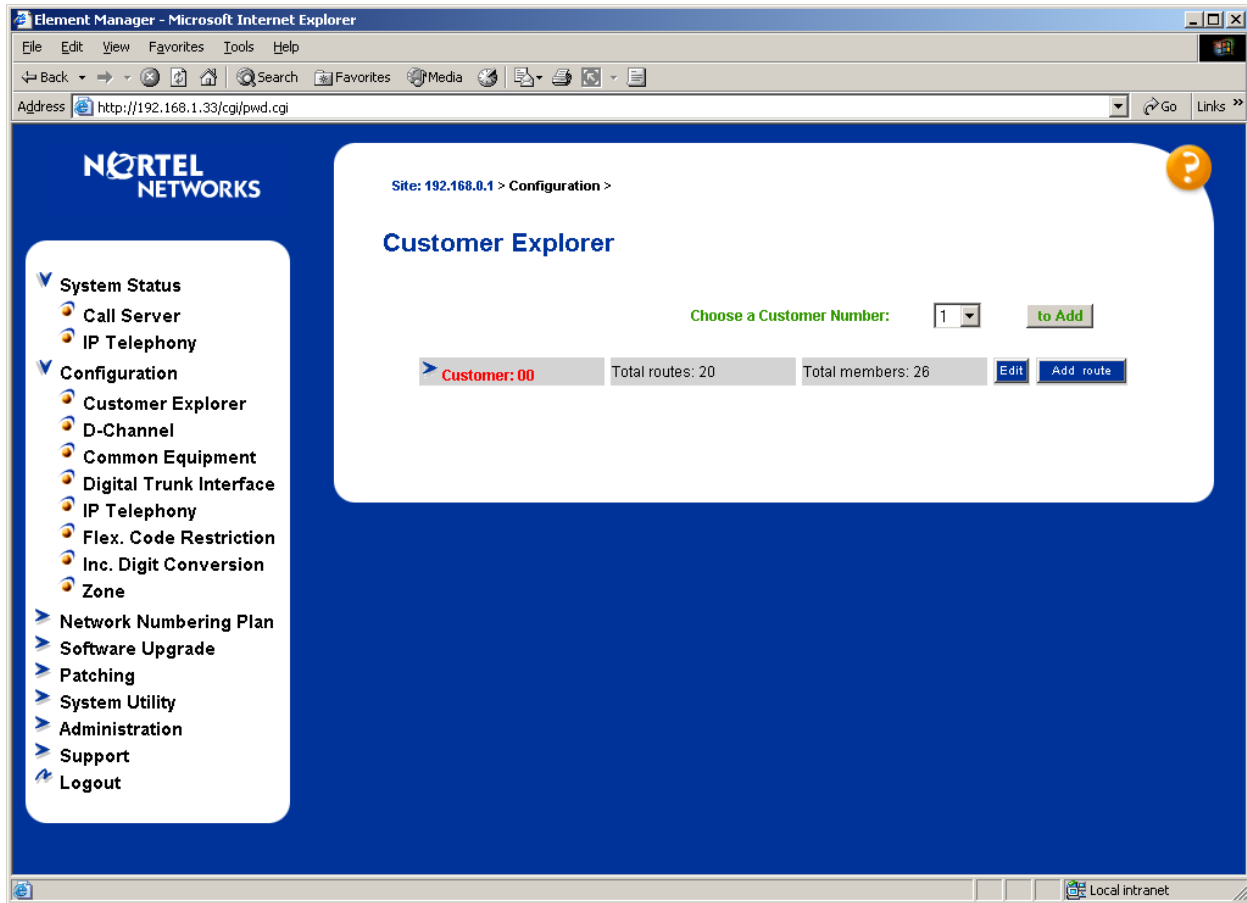 Element Manager - Microsoft Internet Explorer
File Edit View Favorites Tools Help
Back Search Favorites Media
Address http://192.168.1.33/cgi/pwd.cgi Go Links »
NORTEL
NETWORKS
System Status
Call Server
IP Telephony
Configuration
Customer Explorer
D-Channel
Common Equipment
Digital Trunk Interface
IP Telephony
Flex. Code Restriction
Inc. Digit Conversion
Zone
Network Numbering Plan
Software Upgrade
Patching
System Utility
Administration
Support
Logout
Site: 192.168.0.1 > Configuration >
?
Customer Explorer
Choose a Customer Number: 1 to Add
Customer: 00 Total routes: 20 Total members: 26 Edit Add route
Local intranet